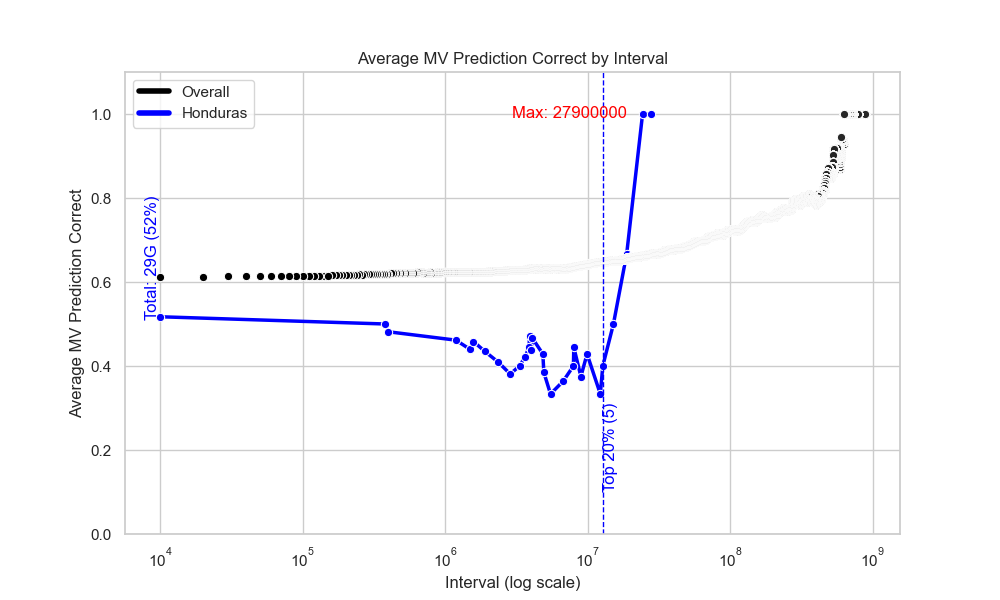 Average MV Prediction Correct by Interval
Overall
Honduras
Max: 27900000
Total: 29G (52%)
Top 20% (5)
Average MV Prediction Correct
1.0
0.8
0.6
0.4
0.2
0.0
10^4
10^5
10^6
10^7
10^8
10^9
Interval (log scale)